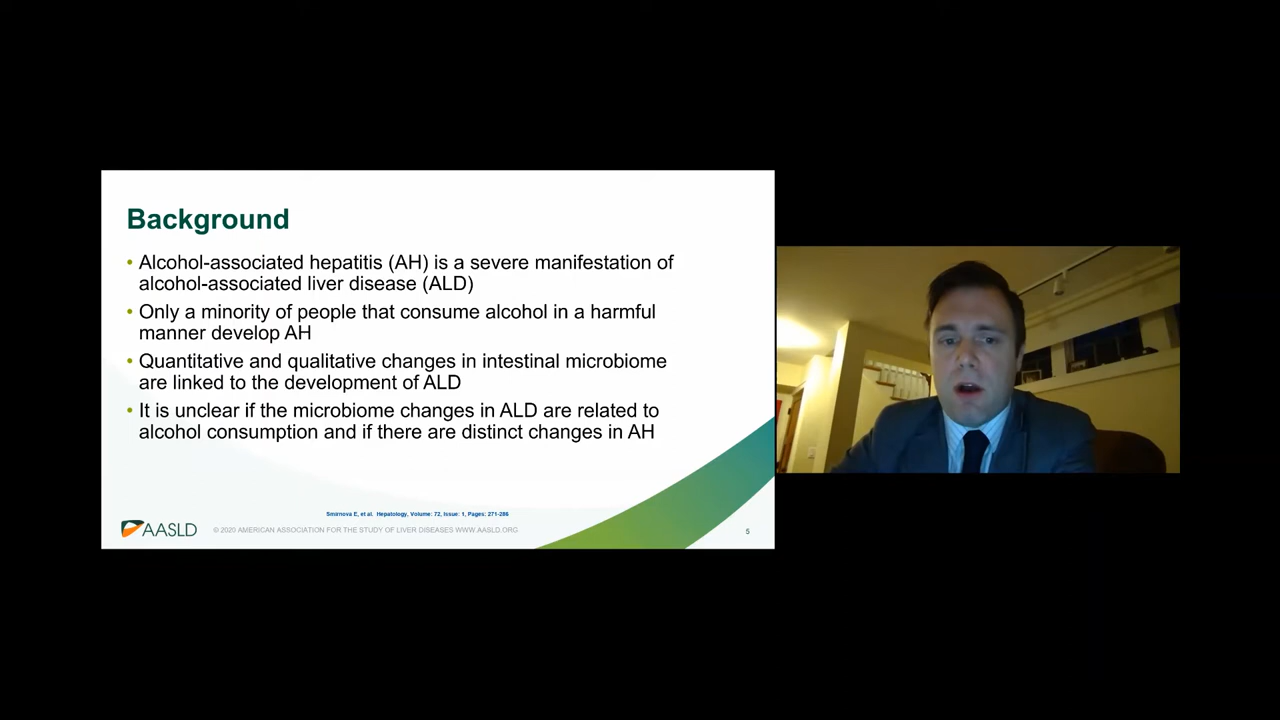 Background
• Alcohol-associated hepatitis (AH) is a severe manifestation of
alcohol-associated liver disease (ALD)
• Only a minority of people that consume alcohol in a harmful
manner develop AH
• Quantitative and qualitative changes in intestinal microbiome
are linked to the development of ALD
• It is unclear if the microbiome changes in ALD are related to
alcohol consumption and if there are distinct changes in AH
Smirnova E, et al. Hepatology, Volume: 72, Issue: 1, Pages: 271-286
AASLD
© 2020 AMERICAN ASSOCIATION FOR THE STUDY OF LIVER DISEASES WWW.AASLD.ORG
5